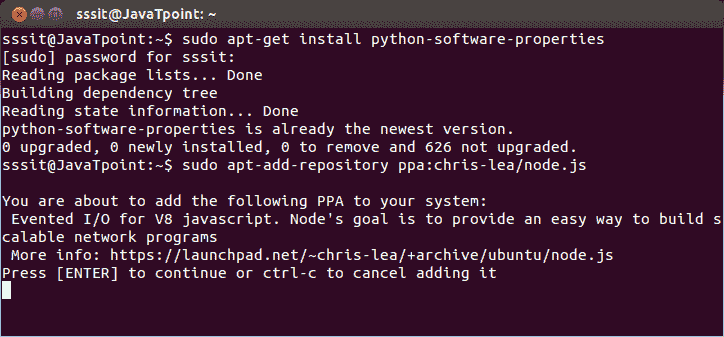 sssit@JavaTpoint: ~
sssit@JavaTpoint:~$ sudo apt-get install python-software-properties
[sudo] password for sssit:
Reading package lists... Done
Building dependency tree
Reading state information... Done
python-software-properties is already the newest version.
0 upgraded, 0 newly installed, 0 to remove and 626 not upgraded.
sssit@JavaTpoint:~$ sudo apt-add-repository ppa:chris-lea/node.js
You are about to add the following PPA to your system:
Evented I/O for V8 javascript. Node's goal is to provide an easy way to build s
calable network programs
More info: https://launchpad.net/~chris-lea/+archive/ubuntu/node.js
Press [ENTER] to continue or ctrl-c to cancel adding it